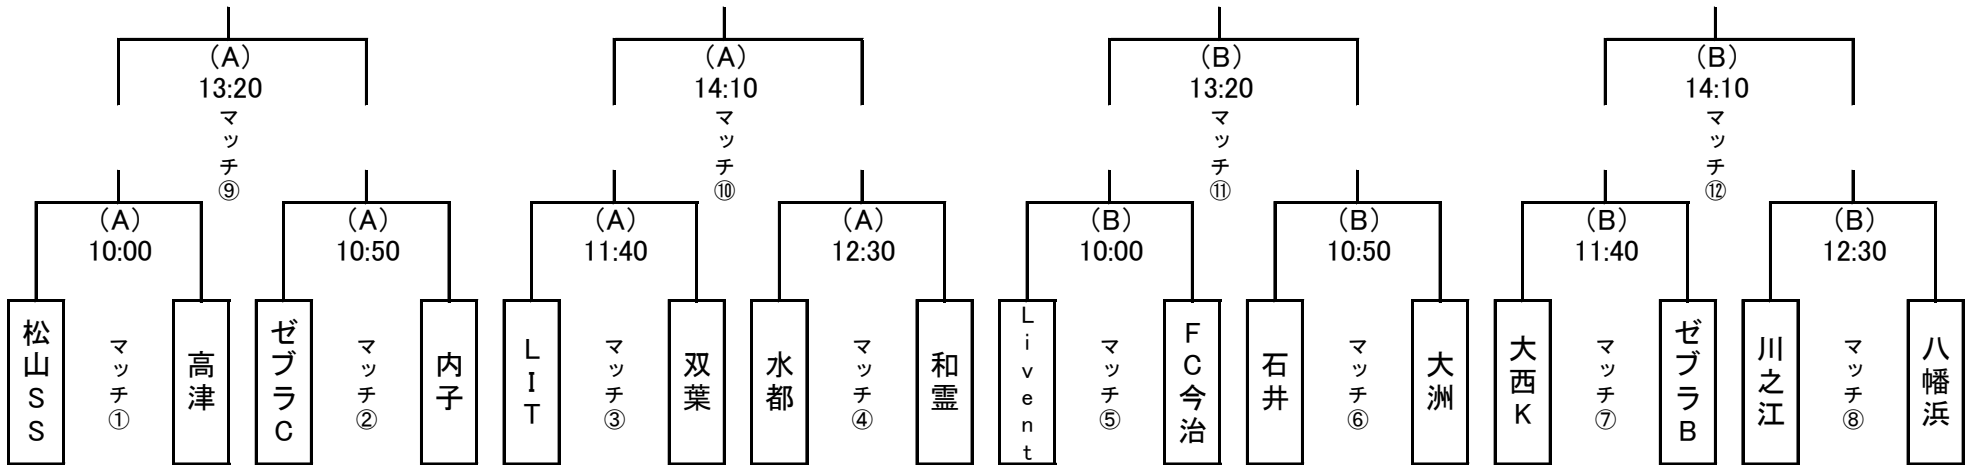 (A)
13:20
マッチ⑨
(A)
14:10
マッチ⑩
(B)
13:20
マッチ⑪
(B)
14:10
マッチ⑫
(A)
10:00
(A)
10:50
(A)
11:40
(A)
12:30
(B)
10:00
(B)
10:50
(B)
11:40
(B)
12:30
松山SS
マッチ①
高津
ゼブラC
マッチ②
内子
LIT
マッチ③
双葉
水都
マッチ④
和霊
Livent
マッチ⑤
FC今治
石井
マッチ⑥
大洲
大西K
マッチ⑦
ゼブラB
川之江
マッチ⑧
八幡浜